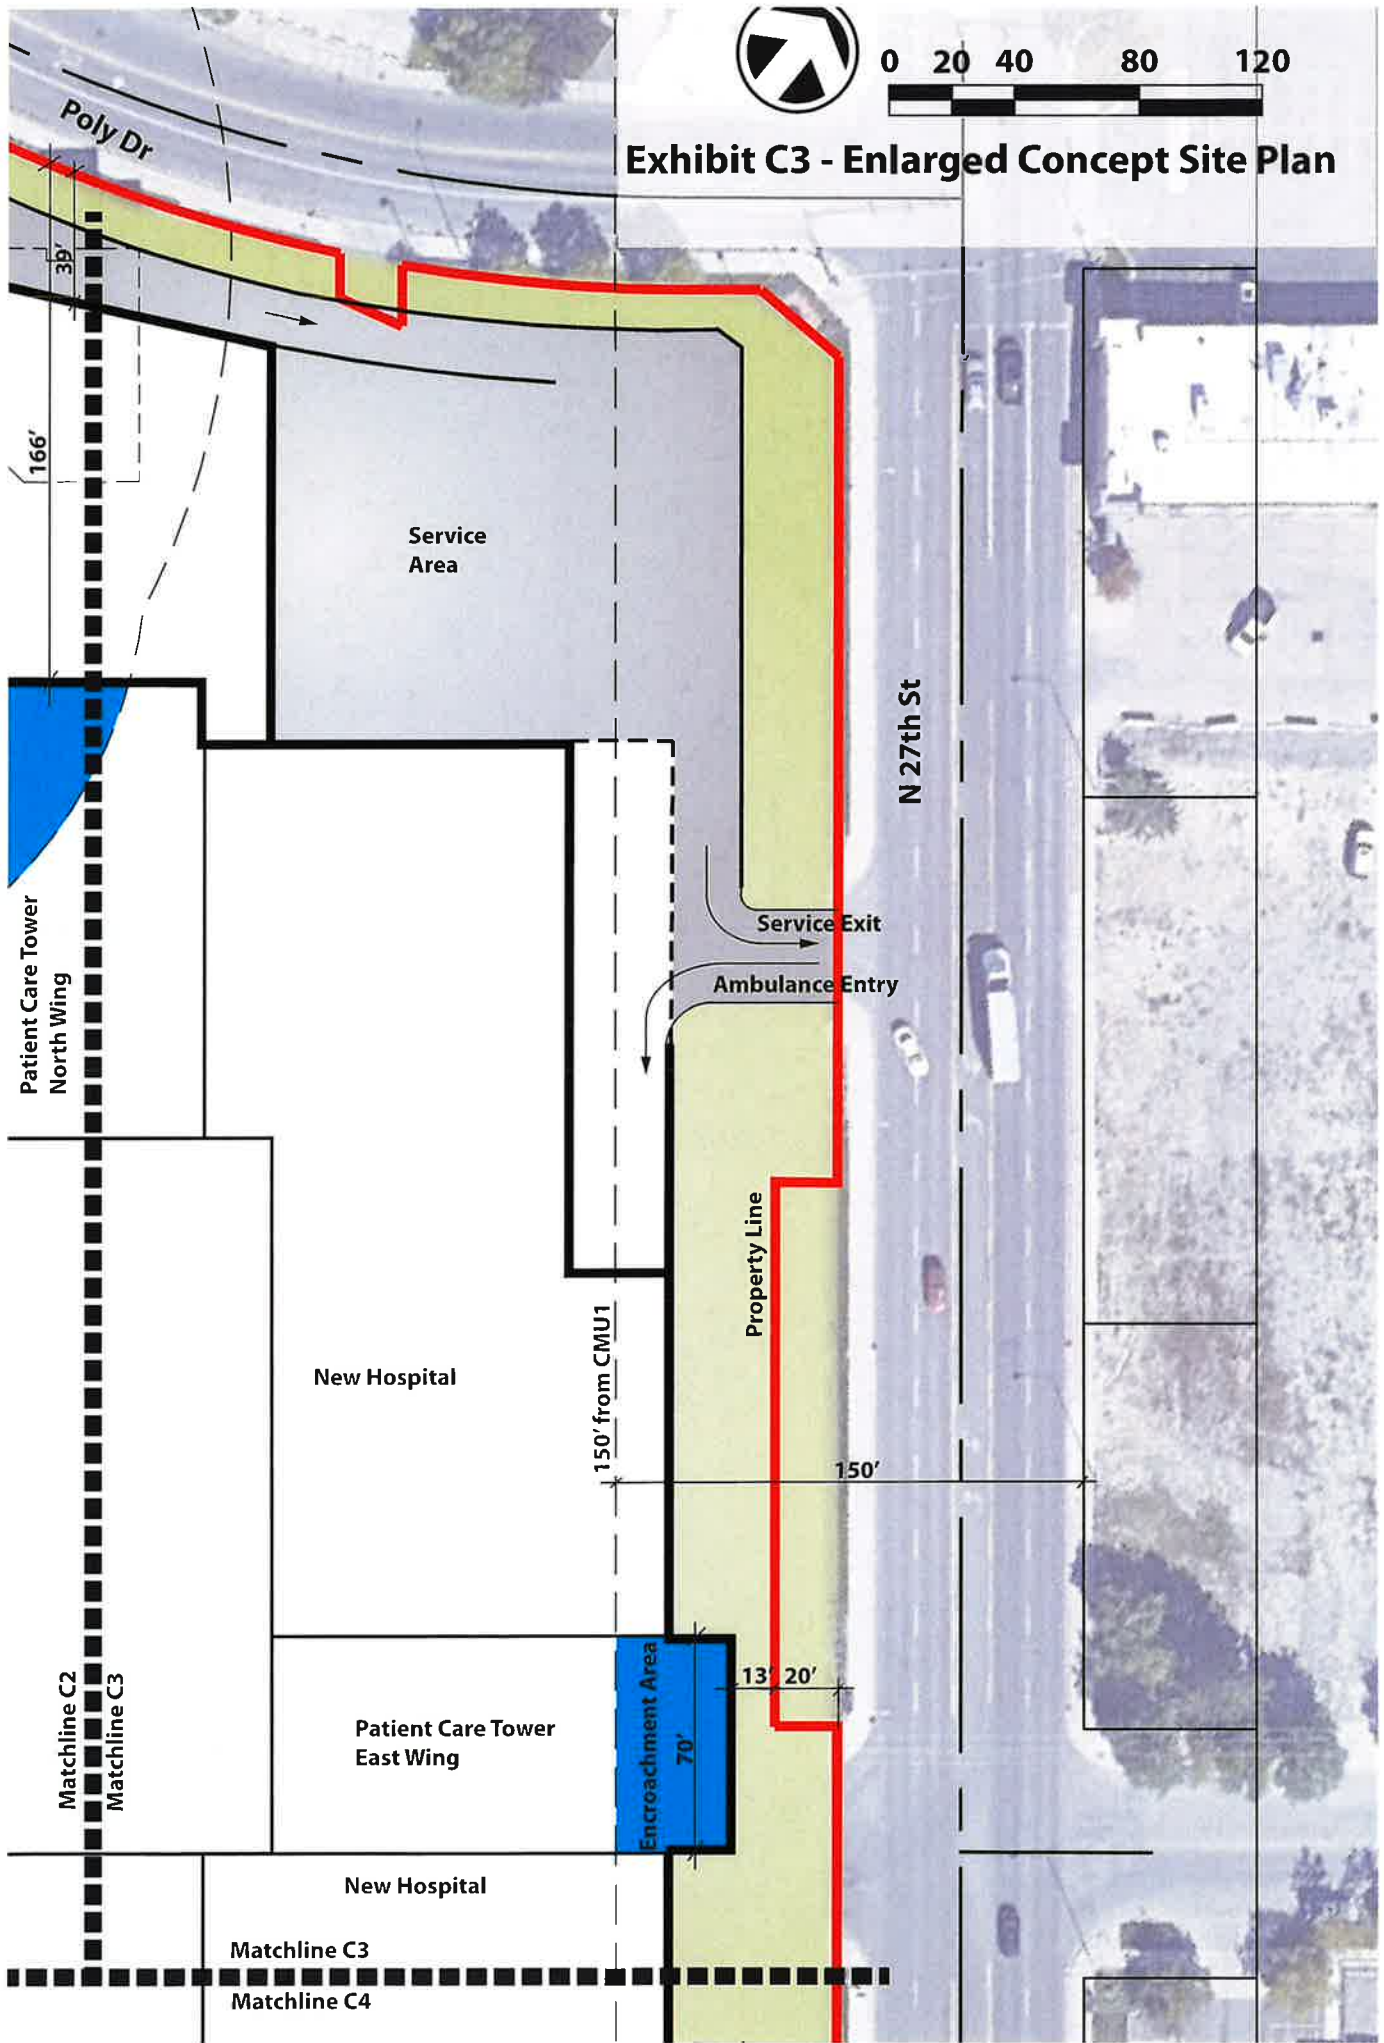 0 20 40 80 120
Exhibit C3 - Enlarged Concept Site Plan
Poly Dr
39'
166'
Service
Area
N 27th St
Service Exit
Ambulance Entry
Patient Care Tower
North Wing
Property Line
150' from CMU1
New Hospital
150'
13' 20'
Encroachment Area
70'
Patient Care Tower
East Wing
Matchline C2
Matchline C3
New Hospital
Matchline C3
Matchline C4